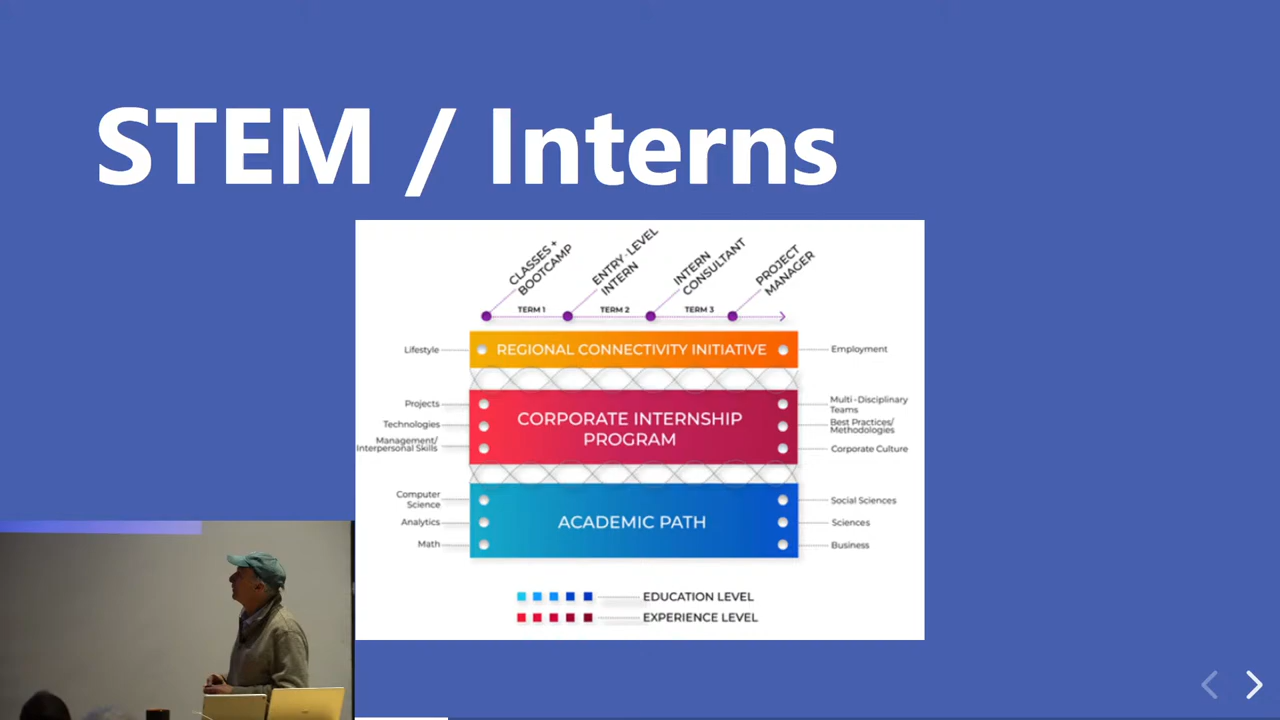 STEM / Interns
CLASSES +
BOOTCAMP
ENTRY-LEVEL
INTERN
INTERN
CONSULTANT
PROJECT
MANAGER
TERM 1
TERM 2
TERM 3
Lifestyle
REGIONAL CONNECTIVITY INITIATIVE
Employment
Projects
Technologies
Management/
Interpersonal Skills
CORPORATE INTERNSHIP
PROGRAM
Multi-Disciplinary
Teams
Best Practices/
Methodologies
Corporate Culture
Computer
Science
Analytics
Math
ACADEMIC PATH
Social Sciences
Sciences
Business
EDUCATION LEVEL
EXPERIENCE LEVEL